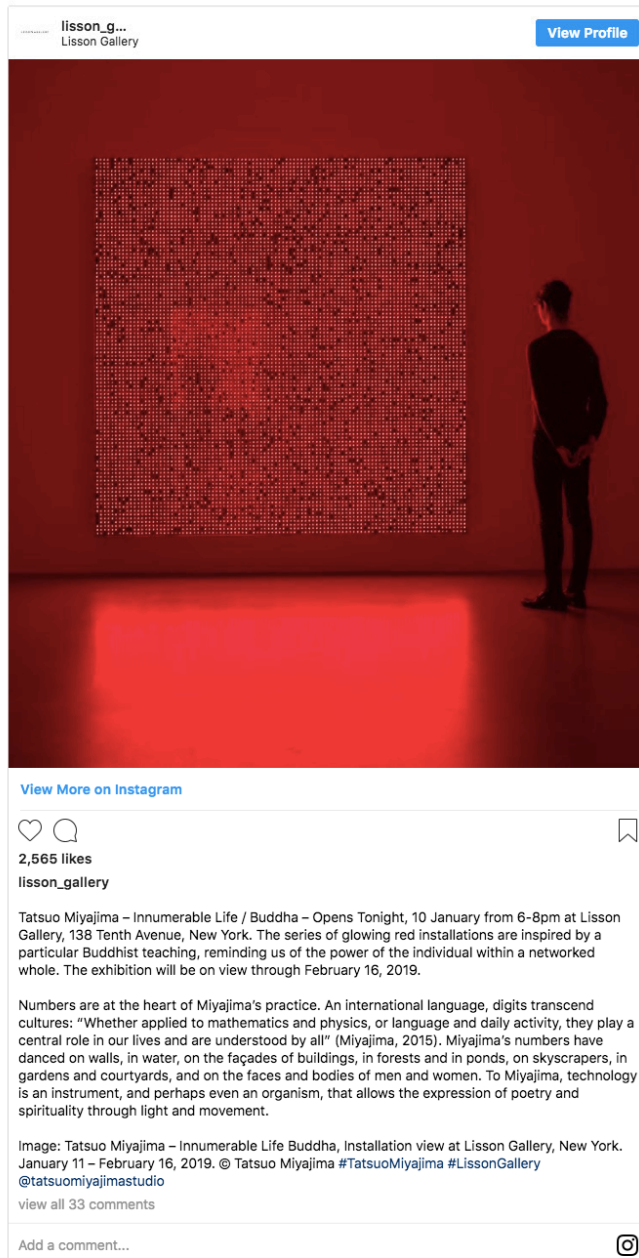 lisson_g...
Lisson Gallery
View Profile
View More on Instagram
2,565 likes
lisson_gallery
Tatsuo Miyajima – Innumerable Life / Buddha – Opens Tonight, 10 January from 6-8pm at Lisson
Gallery, 138 Tenth Avenue, New York. The series of glowing red installations are inspired by a
particular Buddhist teaching, reminding us of the power of the individual within a networked
whole. The exhibition will be on view through February 16, 2019.
Numbers are at the heart of Miyajima’s practice. An international language, digits transcend
cultures: “Whether applied to mathematics and physics, or language and daily activity, they play a
central role in our lives and are understood by all” (Miyajima, 2015). Miyajima’s numbers have
danced on walls, in water, on the façades of buildings, in forests and in ponds, on skyscrapers, in
gardens and courtyards, and on the faces and bodies of men and women. To Miyajima, technology
is an instrument, and perhaps even an organism, that allows the expression of poetry and
spirituality through light and movement.
Image: Tatsuo Miyajima – Innumerable Life Buddha, Installation view at Lisson Gallery, New York.
January 11 – February 16, 2019. © Tatsuo Miyajima #TatsuoMiyajima #LissonGallery
@tatsuomiyajimastudio
view all 33 comments
Add a comment...